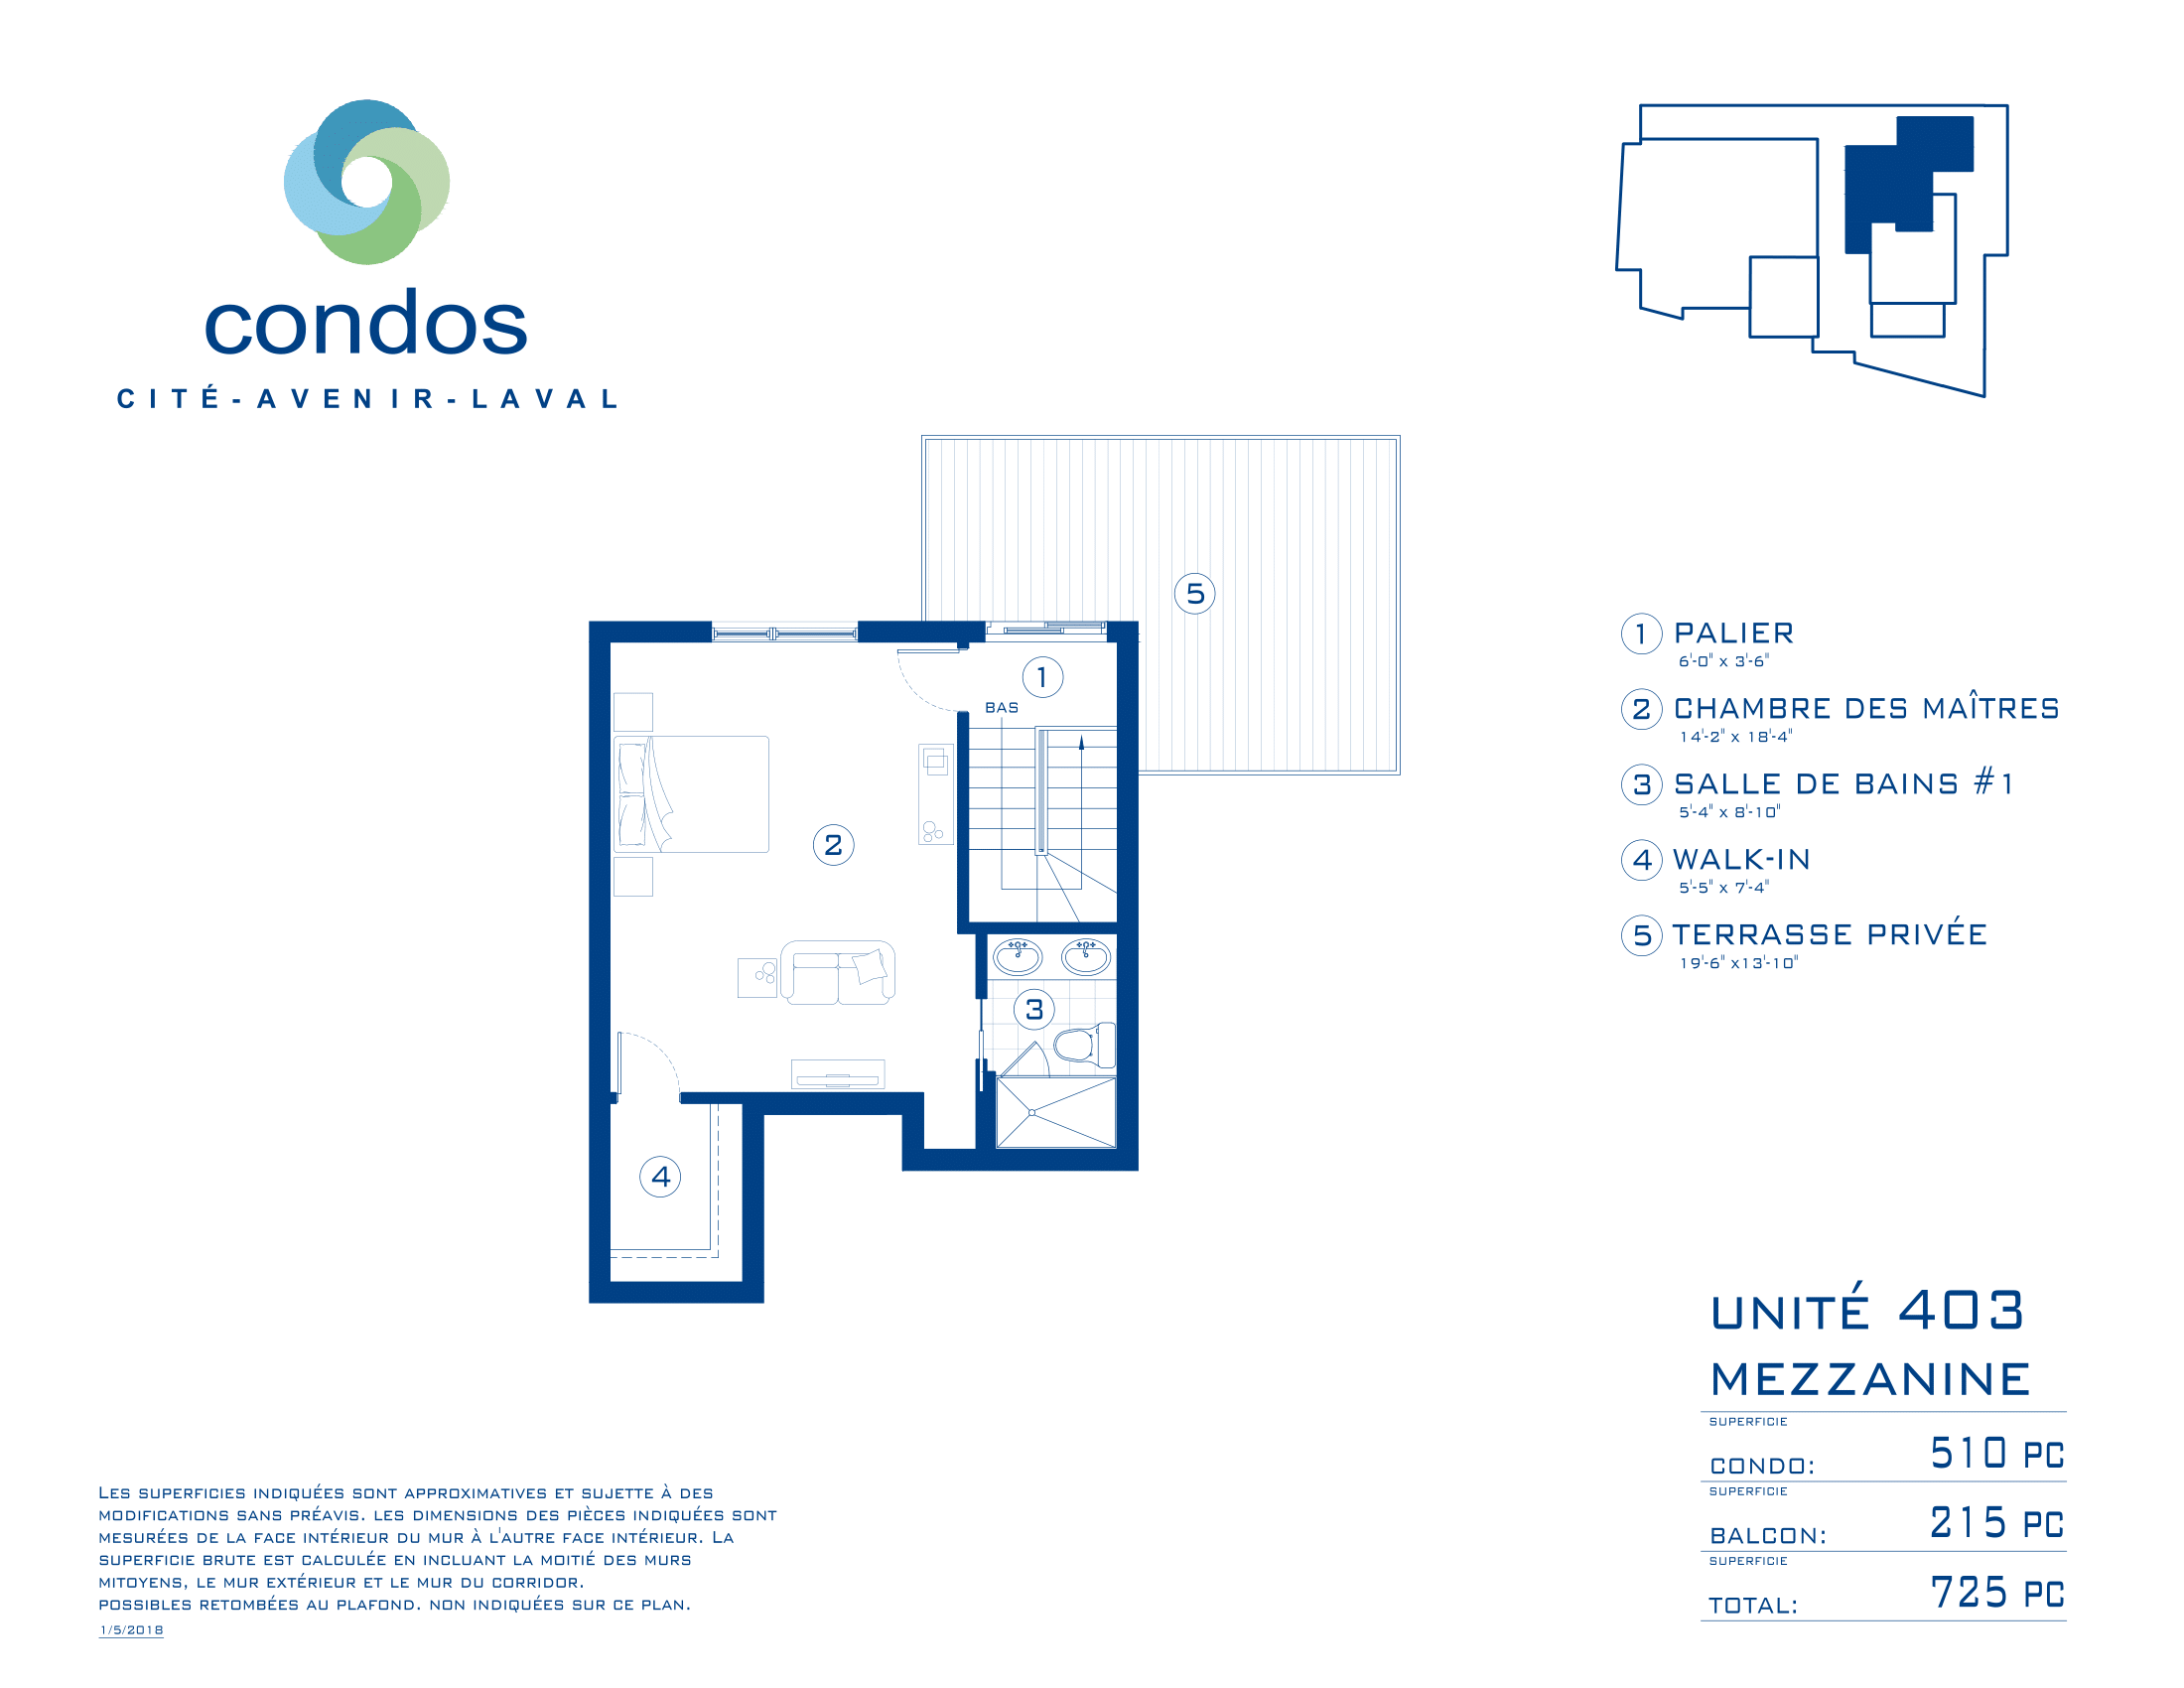 condos
CITÉ-AVENIR-LAVAL
5
1
BAS
2
3
4
1 PALIER
6'-0" x 3'-6"
2 CHAMBRE DES MAÎTRES
14'-2" x 18'-4"
3 SALLE DE BAINS #1
5'-4" x 8'-10"
4 WALK-IN
5'-5" x 7'-4"
5 TERRASSE PRIVÉE
19'-6" x13'-10"
UNITÉ 403
MEZZANINE
SUPERFICIE
CONDO: 510 PC
SUPERFICIE
BALCON: 215 PC
SUPERFICIE
TOTAL: 725 PC
LES SUPERFICIES INDIQUÉES SONT APPROXIMATIVES ET SUJETTE À DES
MODIFICATIONS SANS PRÉAVIS. LES DIMENSIONS DES PIÈCES INDIQUÉES SONT
MESURÉES DE LA FACE INTÉRIEUR DU MUR À L'AUTRE FACE INTÉRIEUR. LA
SUPERFICIE BRUTE EST CALCULÉE EN INCLUANT LA MOITIÉ DES MURS
MITOYENS, LE MUR EXTÉRIEUR ET LE MUR DU CORRIDOR.
POSSIBLES RETOMBÉES AU PLAFOND. NON INDIQUÉES SUR CE PLAN.
1/5/2018